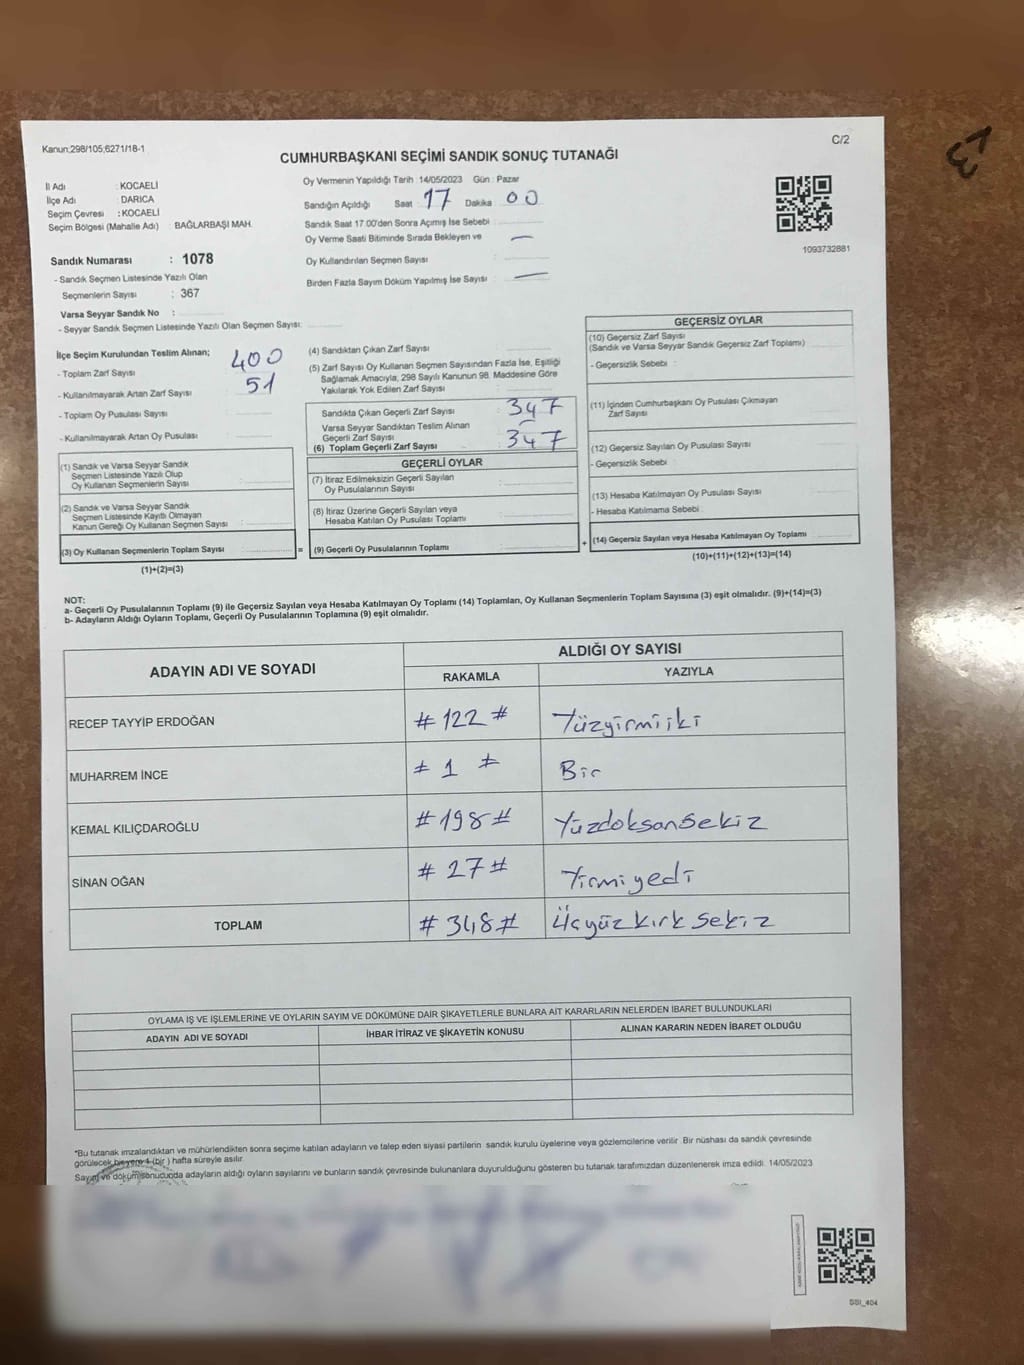 Kanun;298/105;6271/18-1
C/2
CUMHURBAŞKANI SEÇİMİ SANDIK SONUÇ TUTANAĞI
İl Adı : KOCAELİ
İlçe Adı : DARICA
Seçim Çevresi : KOCAELİ
Seçim Bölgesi (Mahalle Adı) BAĞLARBAŞI MAH.
Sandık Numarası : 1078
- Sandık Seçmen Listesinde Yazılı Olan
Seçmenlerin Sayısı : 367
Varsa Seyyar Sandık No :
- Seyyar Sandık Seçmen Listesinde Yazılı Olan Seçmen Sayısı:
Oy Vermenin Yapıldığı Tarih : 14/05/2023 Gün : Pazar
Sandığın Açıldığı Saat : 17 Dakika 00
Sandık Saat 17.00'den Sonra Açımış İse Sebebi
Oy Verme Saati Bitiminde Sırada Bekleyen ve —
Oy Kullandırılan Seçmen Sayısı :
Birden Fazla Sayım Döküm Yapılmış İse Sayısı : —
1093732881
İlçe Seçim Kurulundan Teslim Alınan;
- Toplam Zarf Sayısı 400
- Kullanılmayarak Artan Zarf Sayısı 51
- Toplam Oy Pusulası Sayısı :
- Kullanılmayarak Artan Oy Pusulası :
(1) Sandık ve Varsa Seyyar Sandık
Seçmen Listesinde Yazılı Olup
Oy Kullanan Seçmenlerin Sayısı :
(2) Sandık ve Varsa Seyyar Sandık
Seçmen Listesinde Kayıtlı Olmayan
Kanun Gereği Oy Kullanan Seçmen Sayısı :
(3) Oy Kullanan Seçmenlerin Toplam Sayısı : =
(1)+(2)=(3)
(4) Sandıktan Çıkan Zarf Sayısı :
(5) Zarf Sayısı Oy Kullanan Seçmen Sayısından Fazla İse, Eşitliği
Sağlamak Amacıyla, 298 Sayılı Kanunun 98. Maddesine Göre
Yakılarak Yok Edilen Zarf Sayısı :
Sandıkta Çıkan Geçerli Zarf Sayısı : 347
Varsa Seyyar Sandıktan Teslim Alınan
Geçerli Zarf Sayısı : —
(6) Toplam Geçerli Zarf Sayısı : 347
GEÇERLİ OYLAR
(7) İtiraz Edilmeksizin Geçerli Sayılan
Oy Pusulalarının Sayısı :
(8) İtiraz Üzerine Geçerli Sayılan veya
Hesaba Katılan Oy Pusulası Toplamı :
(9) Geçerli Oy Pusulalarının Toplamı : +
GEÇERSİZ OYLAR
(10) Geçersiz Zarf Sayısı
(Sandık ve Varsa Seyyar Sandık Geçersiz Zarf Toplamı)
- Geçersizlik Sebebi :
(11) İçinden Cumhurbaşkanı Oy Pusulası Çıkmayan
Zarf Sayısı
(12) Geçersiz Sayılan Oy Pusulası Sayısı
- Geçersizlik Sebebi :
(13) Hesaba Katılmayan Oy Pusulası Sayısı
- Hesaba Katılmama Sebebi :
(14) Geçersiz Sayılan veya Hesaba Katılmayan Oy Toplamı
(10)+(11)+(12)+(13)=(14)
NOT:
a- Geçerli Oy Pusulalarının Toplamı (9) ile Geçersiz Sayılan veya Hesaba Katılmayan Oy Toplamı (14) Toplamları, Oy Kullanan Seçmenlerin Toplam Sayısına (3) eşit olmalıdır. (9)+(14)=(3)
b- Adayların Aldığı Oyların Toplamı, Geçerli Oy Pusulalarının Toplamına (9) eşit olmalıdır.
ADAYIN ADI VE SOYADI
ALDIĞI OY SAYISI
RAKAMLA YAZIYLA
RECEP TAYYİP ERDOĞAN # 122 # Yüzyirmiiki
MUHARREM İNCE # 1 # Bir
KEMAL KILIÇDAROĞLU # 198 # Yüzdoksansekiz
SİNAN OĞAN # 27 # Yirmiyedi
TOPLAM # 348 # Üçyüzkırksekiz
OYLAMA İŞ VE İŞLEMLERİNE VE OYLARIN SAYIM VE DÖKÜMÜNE DAİR ŞİKAYETLERLE BUNLARA AİT KARARLARIN NELERDEN İBARET BULUNDUKLARI
ADAYIN ADI VE SOYADI İHBAR İTİRAZ VE ŞİKAYETİN KONUSU ALINAN KARARIN NEDEN İBARET OLDUĞU
*Bu tutanak imzalandıktan ve mühürlendikten sonra seçime katılan adayların ve talep eden siyasi partilerin sandık kurulu üyelerine veya gözlemcilerine verilir. Bir nüshası da sandık çevresinde
görülecek bir yere 1 (bir) hafta süreyle asılır.
Sayım ve döküm sonucunda adayların aldığı oyların sayılarını ve bunların sandık çevresinde bulunanlara duyurulduğunu gösteren bu tutanak tarafımızdan düzenlenerek imza edildi. 14/05/2023
SSI_404